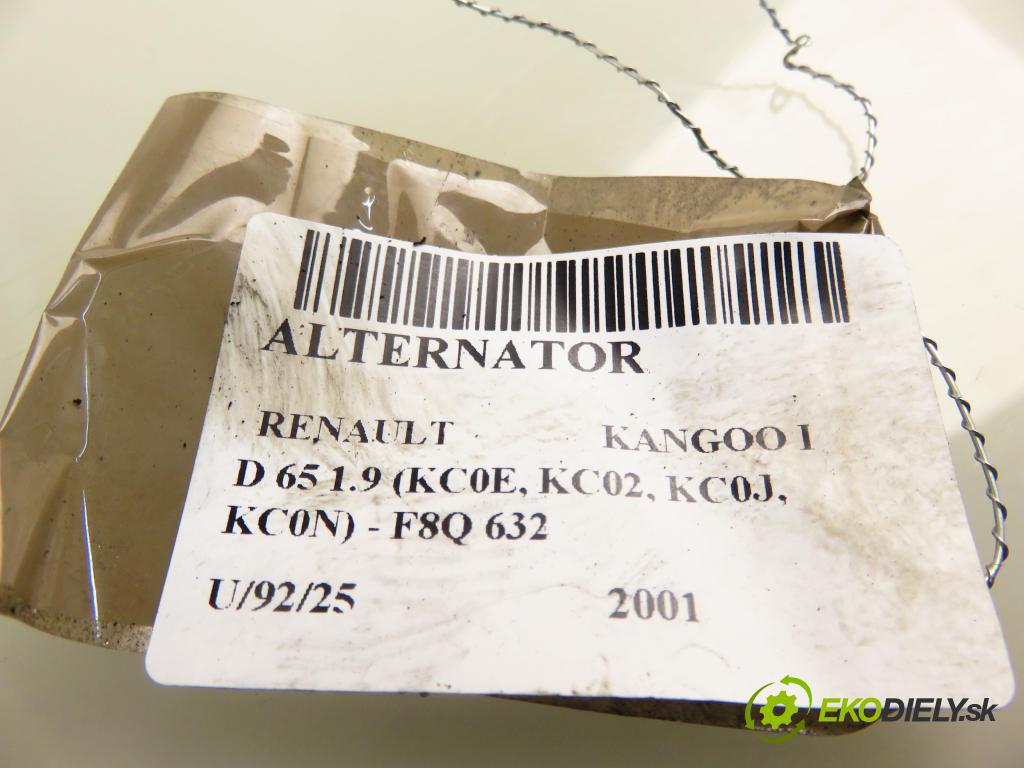 ALTERNATOR
RENAULT KANGOO I
D 65 1.9 (KC0E, KC02, KC0J,
KC0N) - F8Q 632
U/92/25 2001
EKODIELY.sk